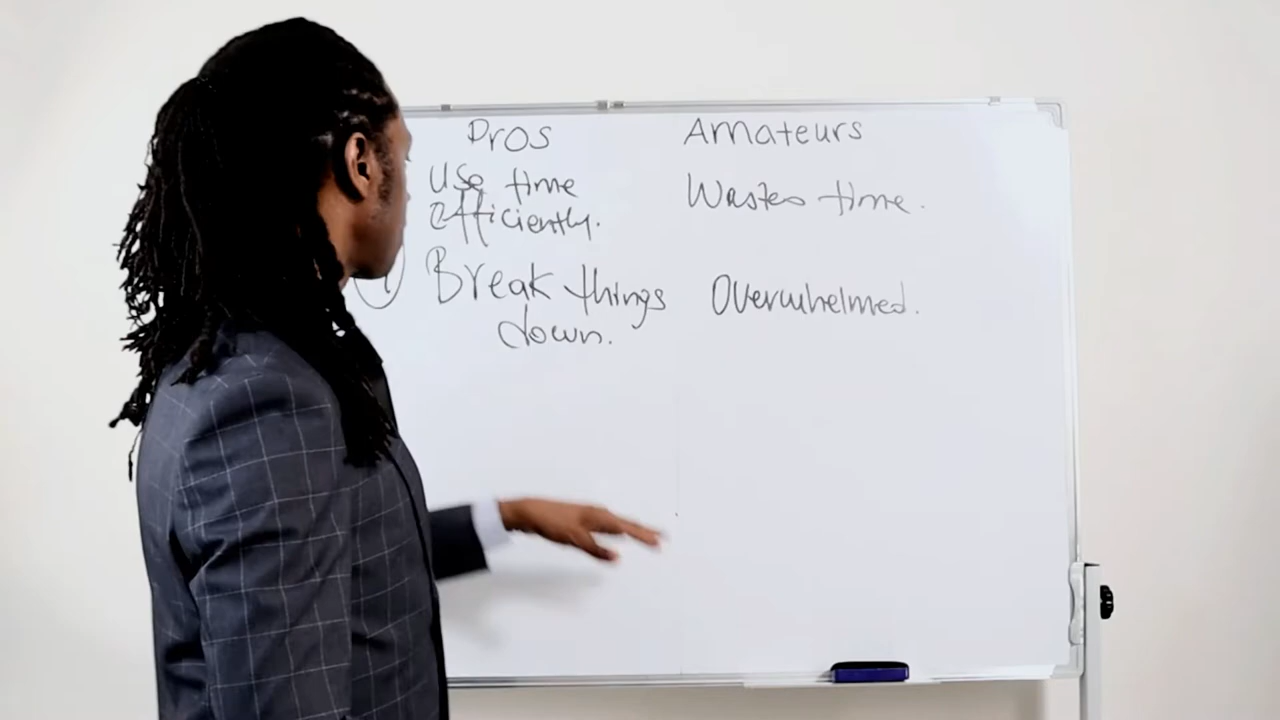 Pros Amateurs
Use time Wastes time.
Efficiently.
Break things Overwhelmed.
down.